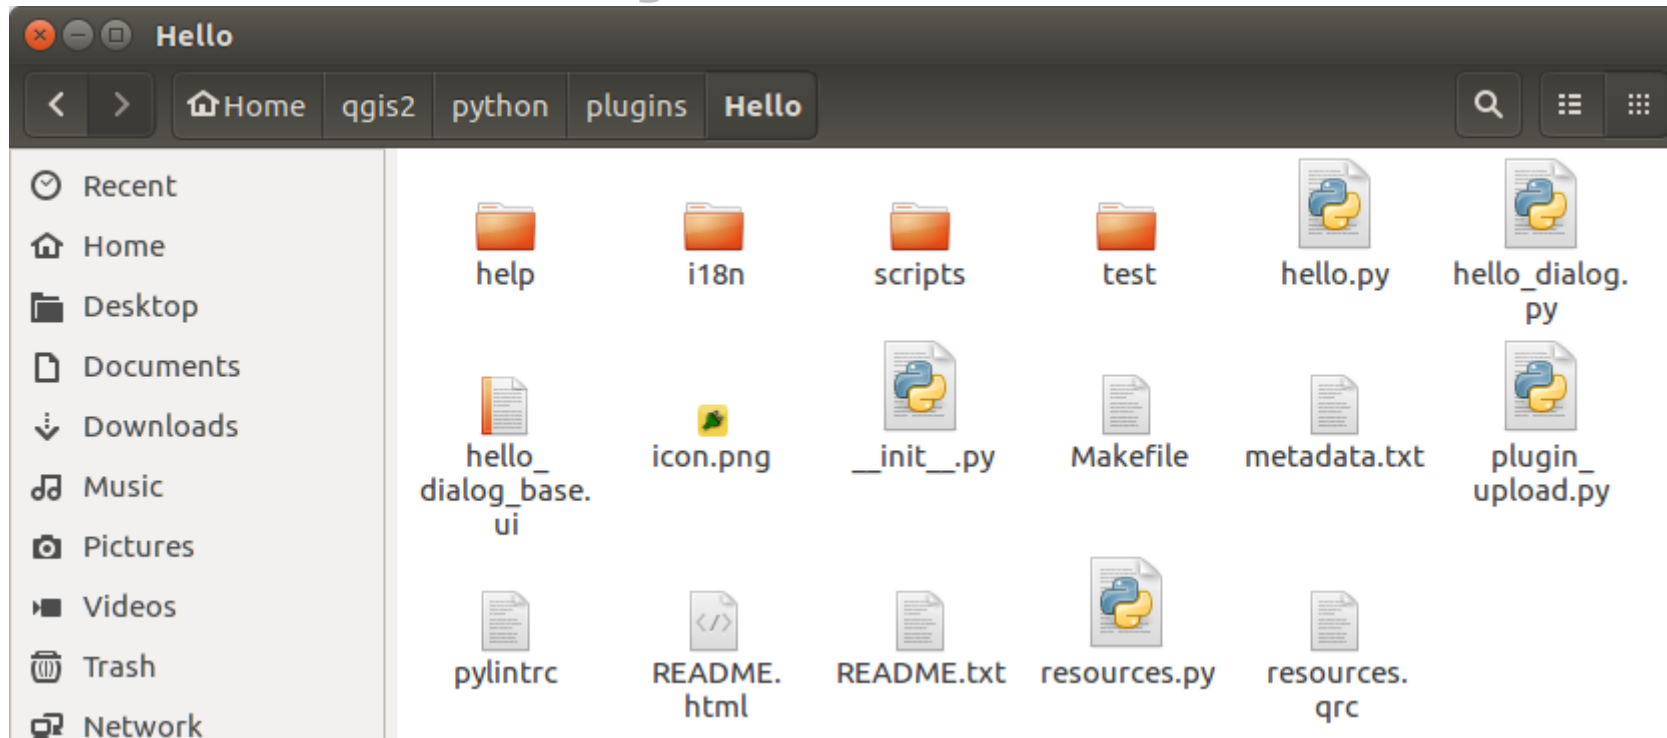 Hello
Home qgis2 python plugins Hello
Recent
Home
Desktop
Documents
Downloads
Music
Pictures
Videos
Trash
Network
help i18n scripts test hello.py hello_dialog.
py
hello_
dialog_base.
ui
icon.png __init__.py Makefile metadata.txt plugin_
upload.py
pylintrc README.
html
README.txt resources.py resources.
qrc